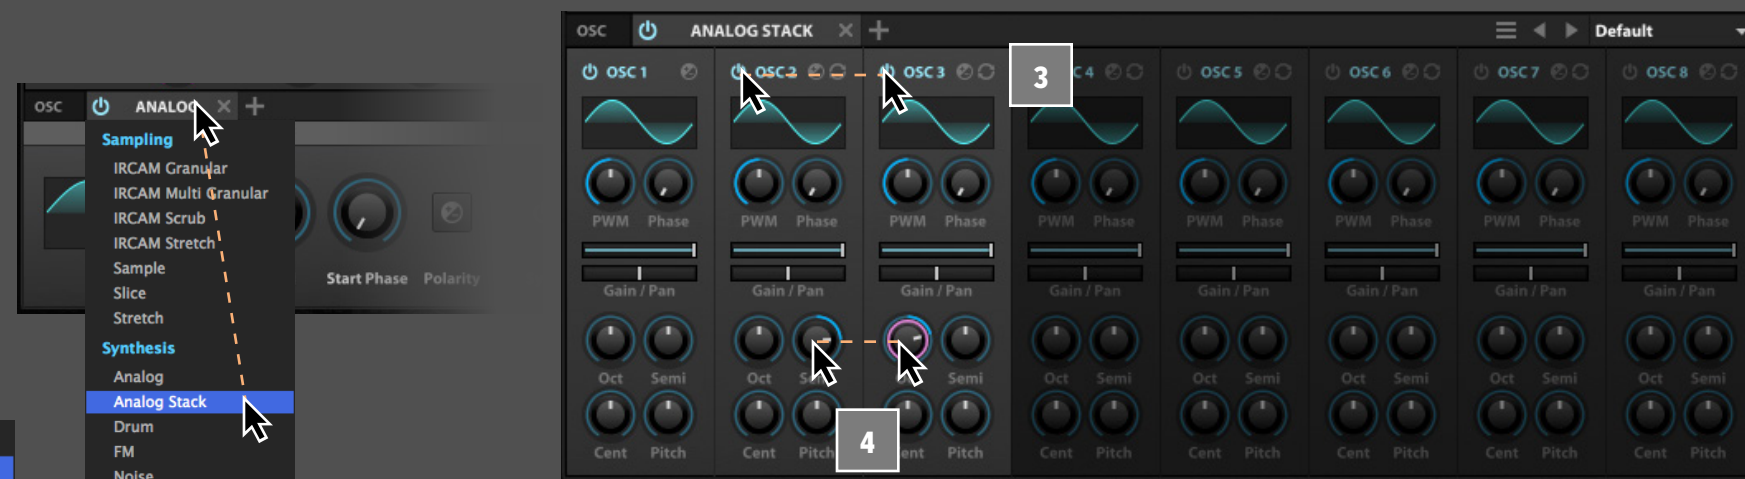 OSC ANALOG
Sampling
IRCAM Granular
IRCAM Multi Granular
IRCAM Scrub
IRCAM Stretch
Sample
Slice
Stretch
Synthesis
Analog
Analog Stack
Drum
FM
Noise
Start Phase Polarity
OSC ANALOG STACK Default
OSC 1 OSC 2 OSC 3 3 C 4 OSC 5 OSC 6 OSC 7 OSC 8
PWM Phase PWM Phase PWM Phase PWM Phase PWM Phase PWM Phase PWM Phase PWM Phase
Gain / Pan Gain / Pan Gain / Pan Gain / Pan Gain / Pan Gain / Pan Gain / Pan Gain / Pan
Oct Semi Oct Semi Oct Semi Oct Semi Oct Semi Oct Semi Oct Semi
4
Cent Pitch Cent Pitch ent Pitch Cent Pitch Cent Pitch Cent Pitch Cent Pitch Cent Pitch